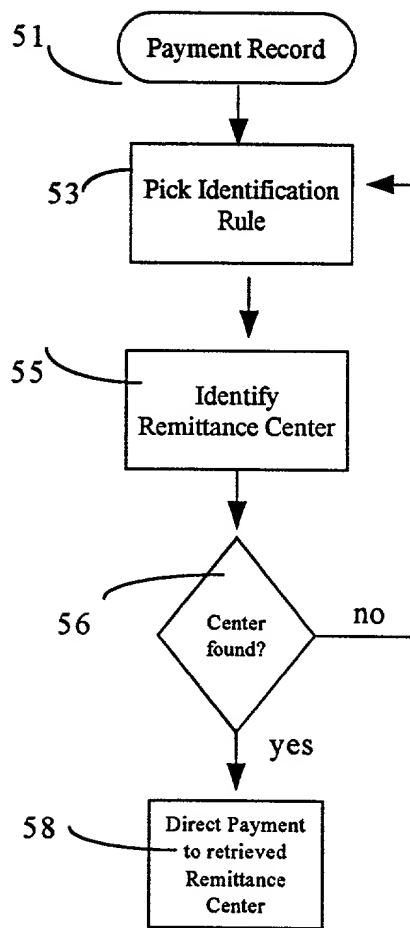 51
Payment Record
53
Pick Identification
Rule
55
Identify
Remittance Center
56
Center
found?
no
yes
58
Direct Payment
to retrieved
Remittance
Center